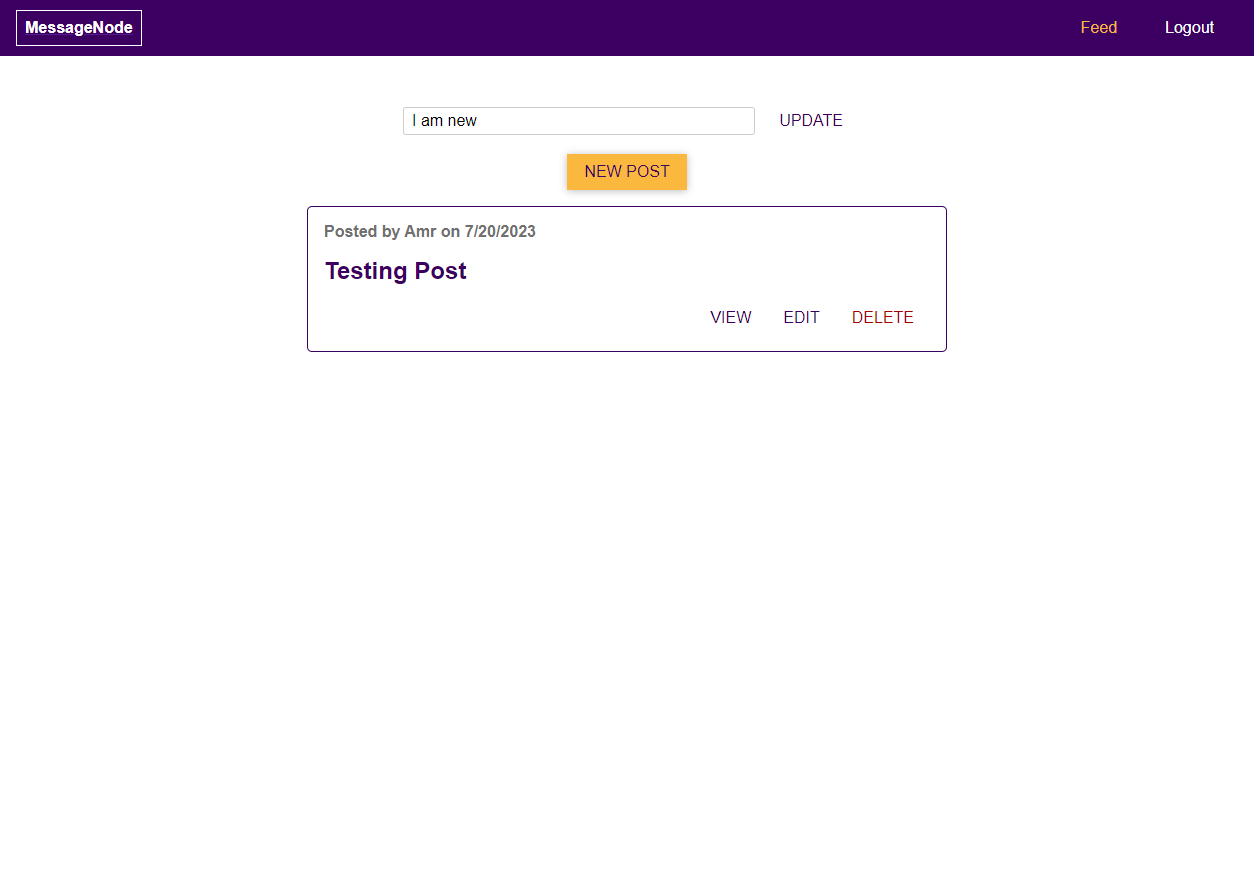 MessageNode Feed Logout
I am new UPDATE
NEW POST
Posted by Amr on 7/20/2023
Testing Post
VIEW EDIT DELETE